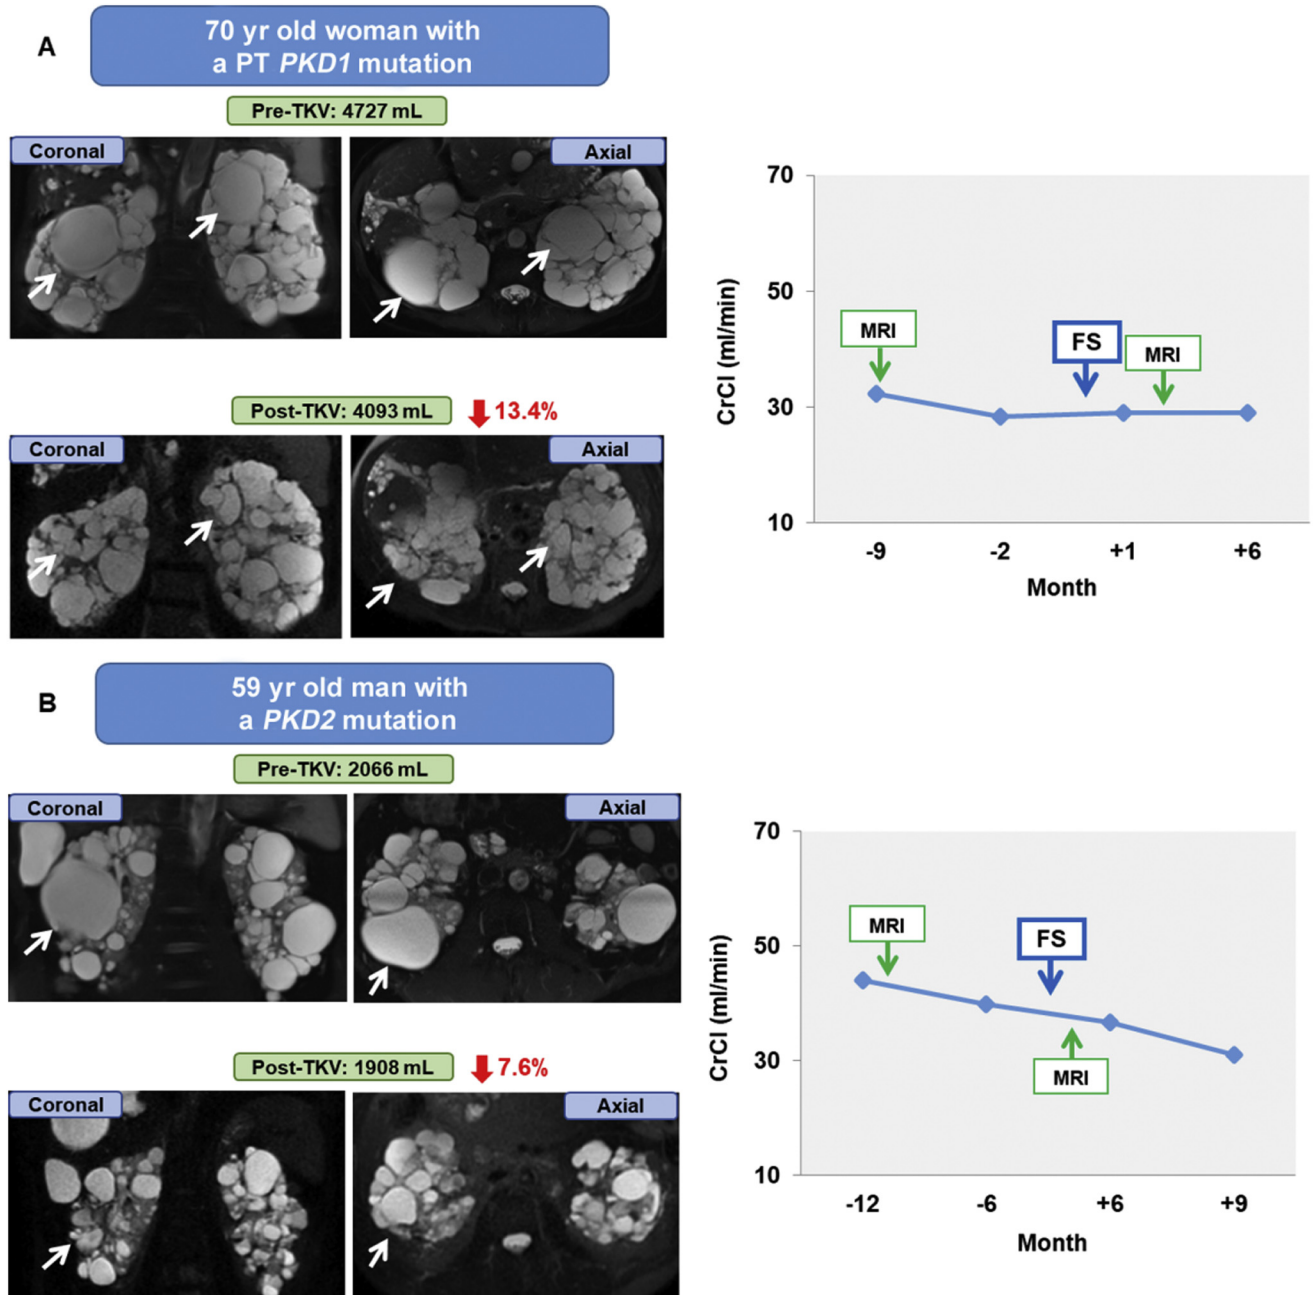 A
70 yr old woman with
a PT PKD1 mutation
Pre-TKV: 4727 mL
Coronal
Axial
Post-TKV: 4093 mL
13.4%
Coronal
Axial
CrCl (ml/min)
70
50
30
10
MRI
FS
MRI
-9
-2
+1
+6
Month
B
59 yr old man with
a PKD2 mutation
Pre-TKV: 2066 mL
Coronal
Axial
Post-TKV: 1908 mL
7.6%
Coronal
Axial
CrCl (ml/min)
70
50
30
10
MRI
FS
MRI
-12
-6
+6
+9
Month